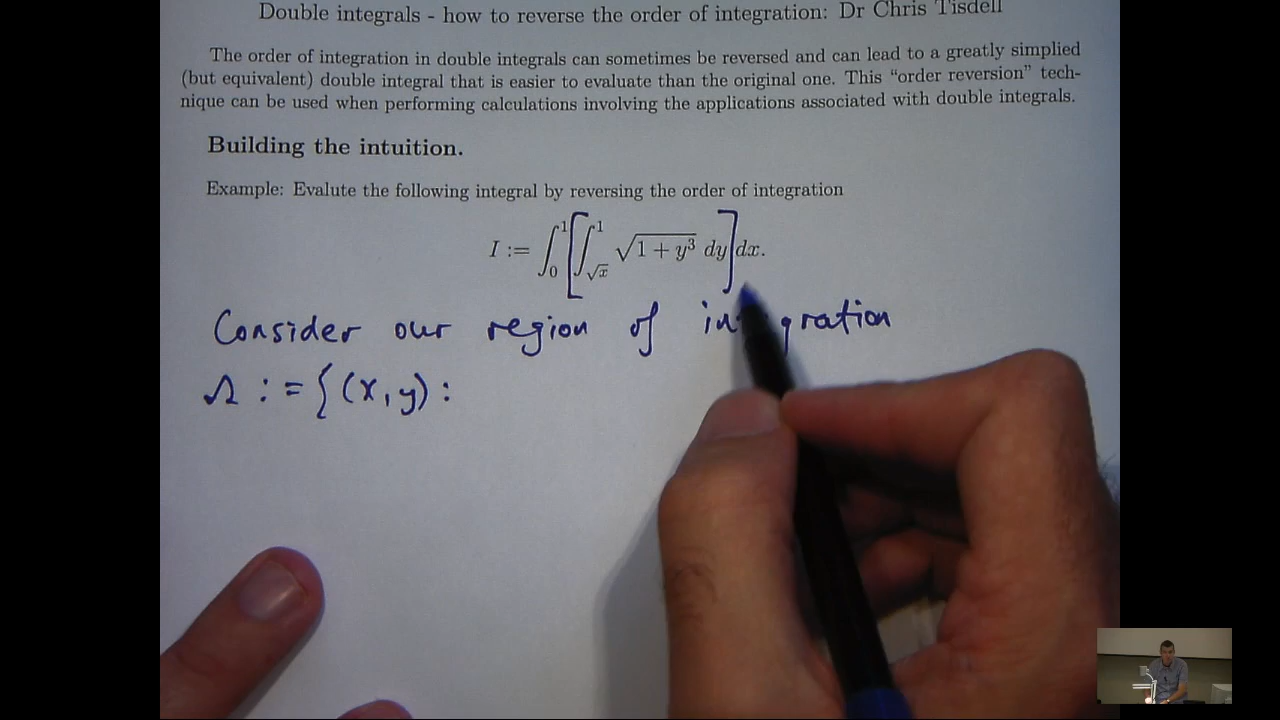 Double integrals - how to reverse the order of integration: Dr Chris Tisdell
The order of integration in double integrals can sometimes be reversed and can lead to a greatly simplied
(but equivalent) double integral that is easier to evaluate than the original one. This “order reversion” tech-
nique can be used when performing calculations involving the applications associated with double integrals.
Building the intuition.
Example: Evalute the following integral by reversing the order of integration
I := ∫₀¹ [∫_{√x}^1 √(1 + y³) dy] dx.
Consider our region of integration
Ω := {(x,y) :